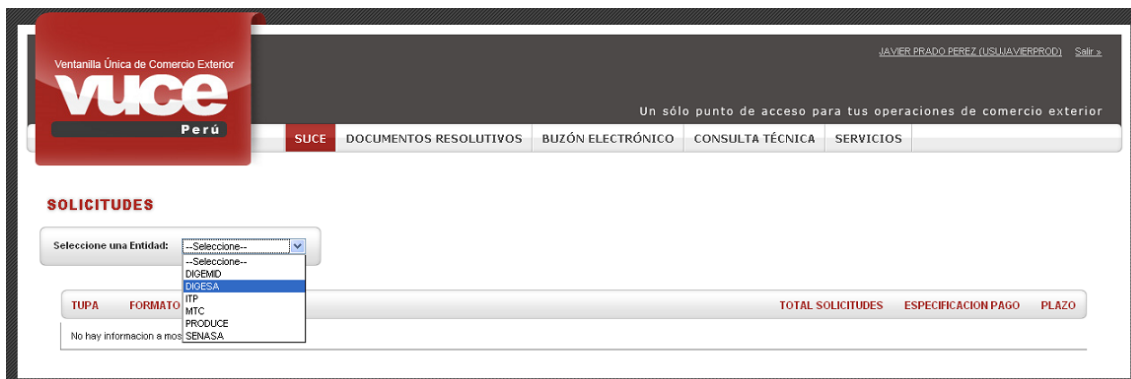 Ventanilla Única de Comercio Exterior
vuce
Perú
JAVIER PRADO PEREZ (USUJAVIERPROD) Salir »
Un sólo punto de acceso para tus operaciones de comercio exterior
SUCE DOCUMENTOS RESOLUTIVOS BUZÓN ELECTRÓNICO CONSULTA TÉCNICA SERVICIOS
SOLICITUDES
Seleccione una Entidad: --Seleccione--
--Seleccione--
DIGEMID
DIGESA
ITP
MTC
PRODUCE
SENASA
TUPA FORMATO TOTAL SOLICITUDES ESPECIFICACION PAGO PLAZO
No hay informacion a mos